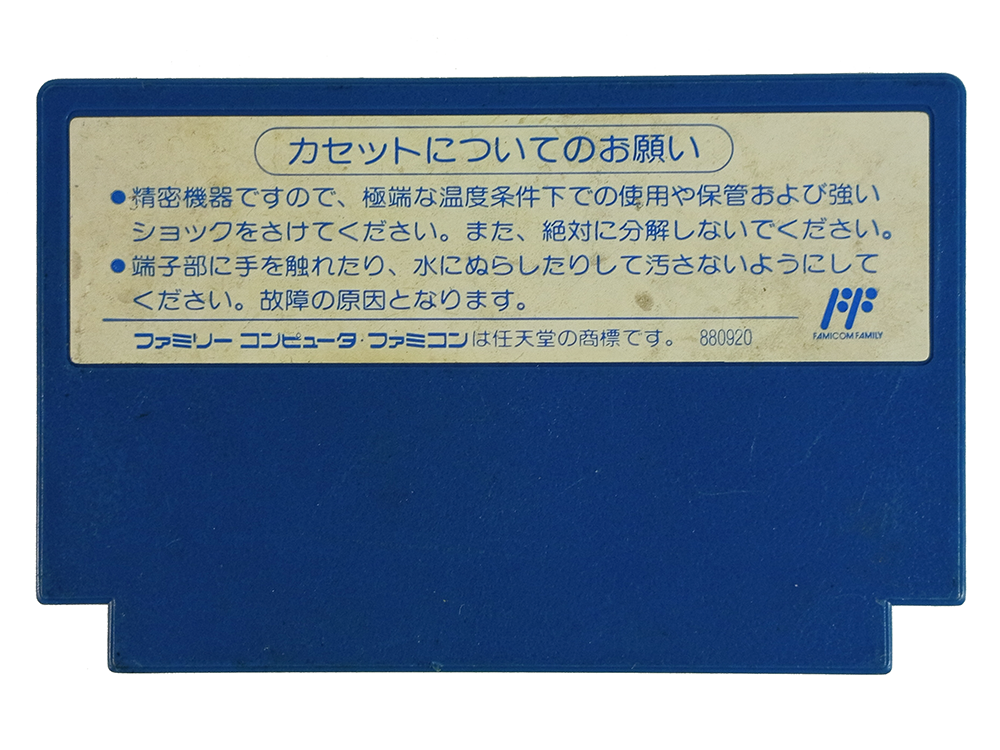 カセットについてのお願い
●精密機器ですので、極端な温度条件下での使用や保管および強い
ショックをさけてください。また、絶対に分解しないでください。
●端子部に手を触れたり、水にぬらしたりして汚さないようにして
ください。故障の原因となります。
ファミリー コンピュータ・ファミコンは任天堂の商標です。 880920
FAMICOM FAMILY